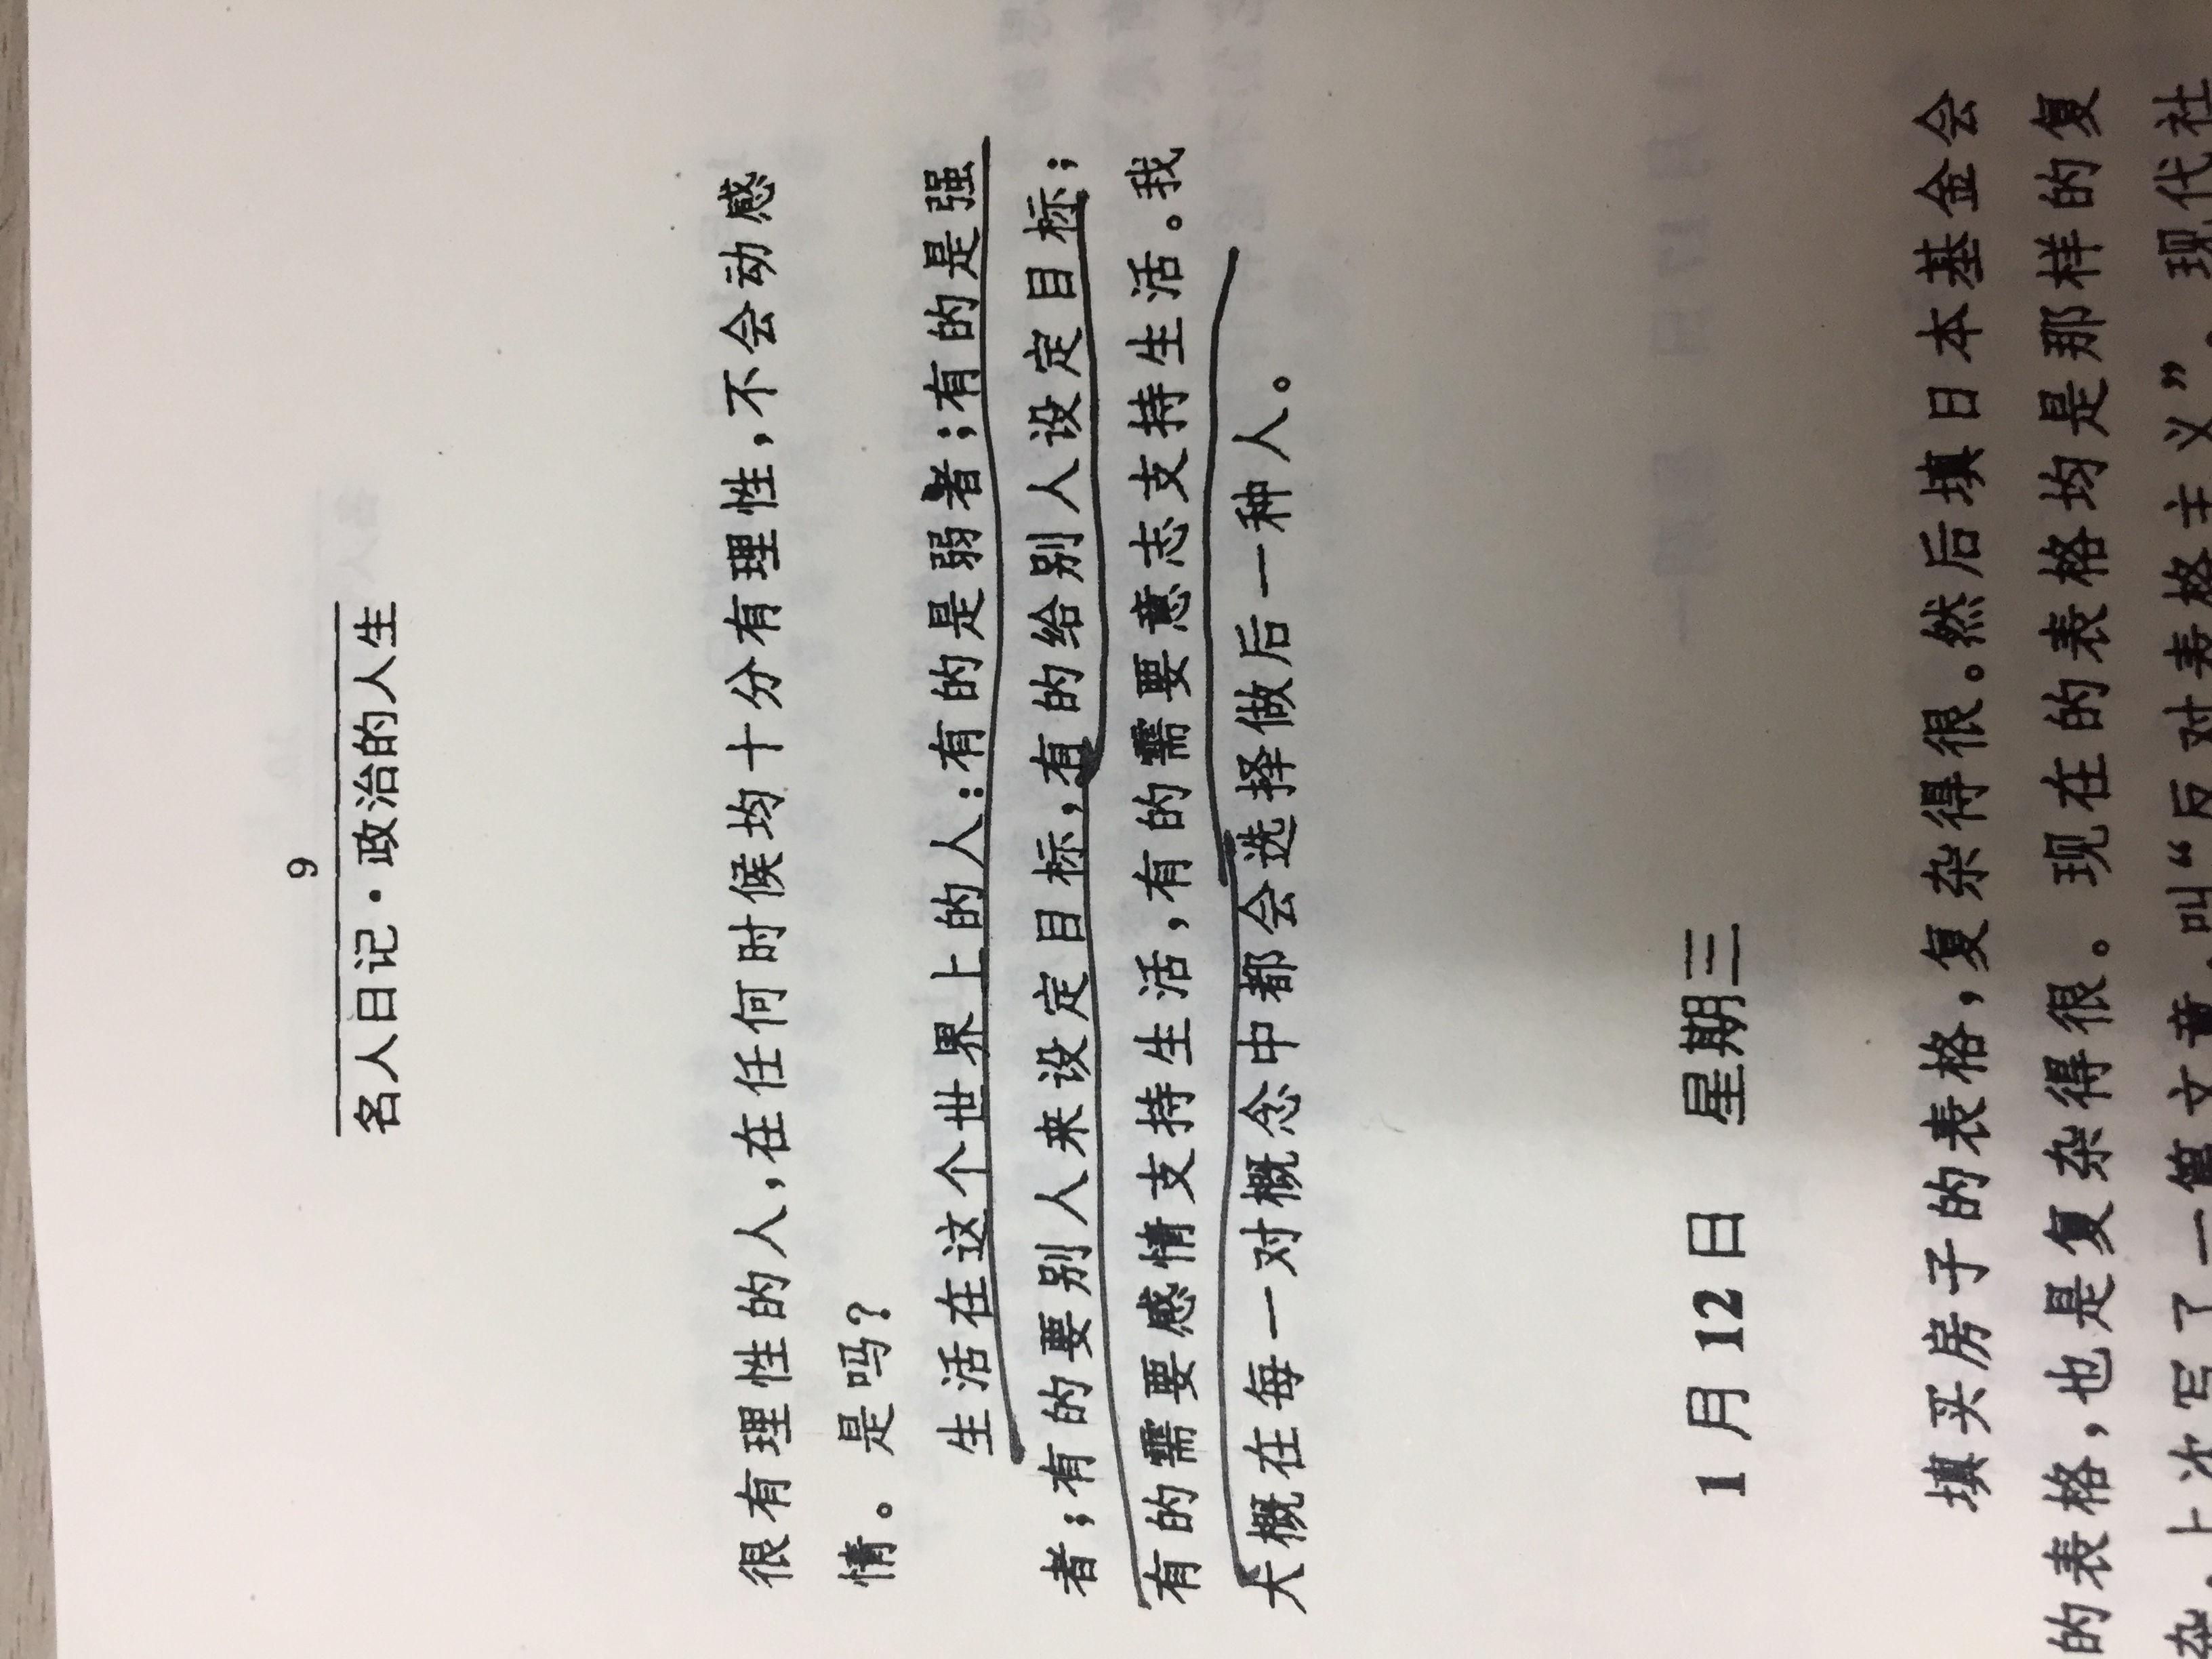 9
名人日记·政治的人生
很有理性的人,在任何时候均十分有理性,不会动感
情。是吗?
生活在这个世界上的人:有的是弱者;有的是强
者;有的要别人来设定目标,有的给别人设定目标;
有的需要感情支持生活,有的需要意志支持生活。我
大概在每一对概念中都会选择做后一种人。
1月12日 星期三
填买房子的表格,复杂得很。然后填日本基金会
的表格,也是复杂得很。现在的表格均是那样的复
杂。上次写了一篇文章,叫“反对表格主义”。现代社